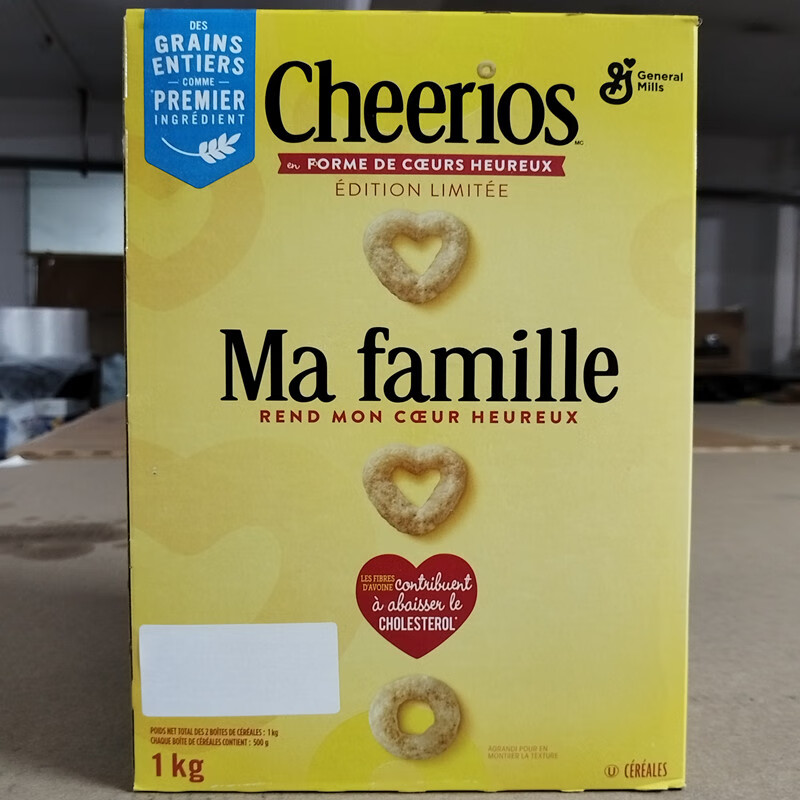 DES
GRAINS
ENTIERS
COMME
PREMIER
INGRÉDIENT
Cheerios
MC
General
Mills
en FORME DE CŒURS HEUREUX
ÉDITION LIMITÉE
Ma famille
REND MON CŒUR HEUREUX
LES FIBRES
D'AVOINE contribuent
à abaisser le
CHOLESTEROL*
POIDS NET TOTAL DES 2 BOÎTES DE CÉRÉALES : 1 kg
CHAQUE BOÎTE DE CÉRÉALES CONTIENT : 500 g
1 kg
AGRANDI POUR EN
MONTRER LA TEXTURE
U CÉRÉALES